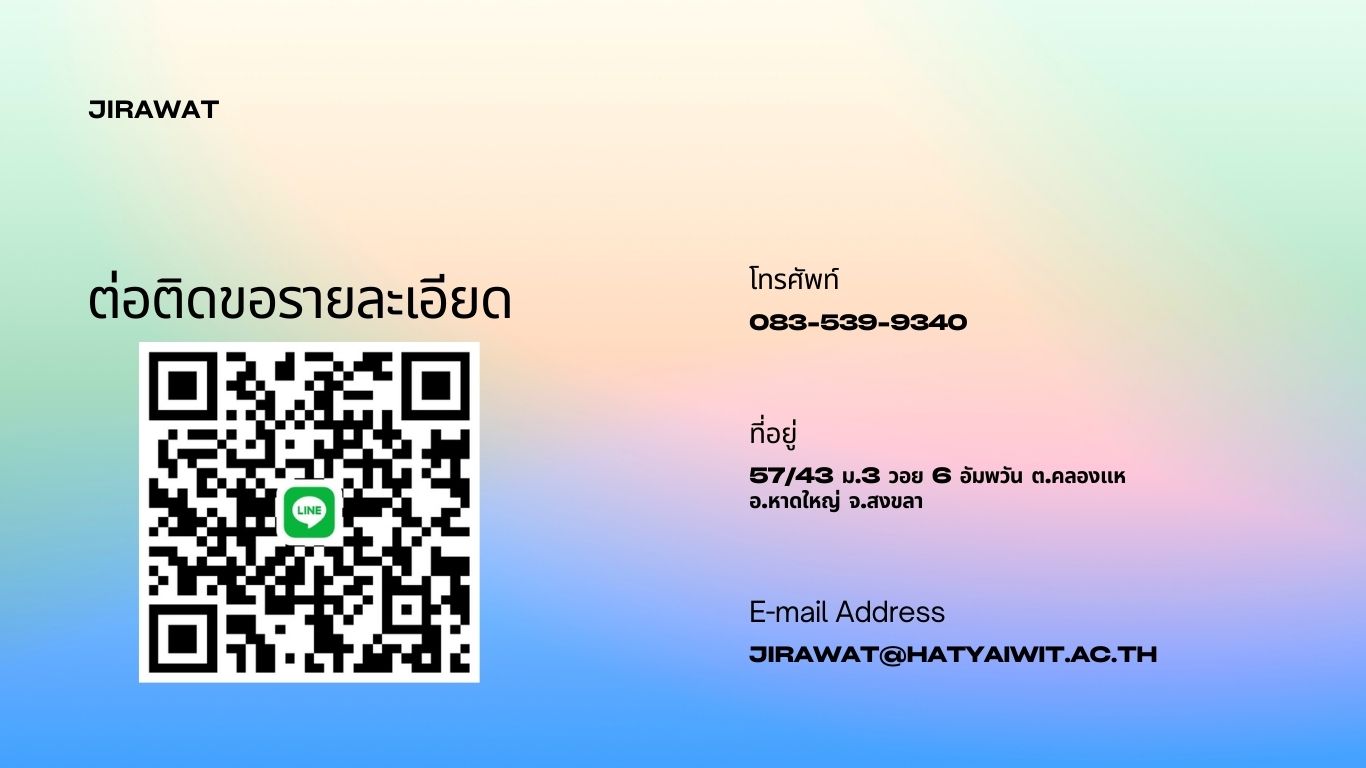 JIRAWAT
ต่อติดขอรายละเอียด
LINE
โทรศัพท์
083-539-9340
ที่อยู่
57/43 ม.3 วอย 6 อัมพวัน ต.คลองแห
อ.หาดใหญ่ จ.สงขลา
E-mail Address
JIRAWAT@HATYAIWIT.AC.TH